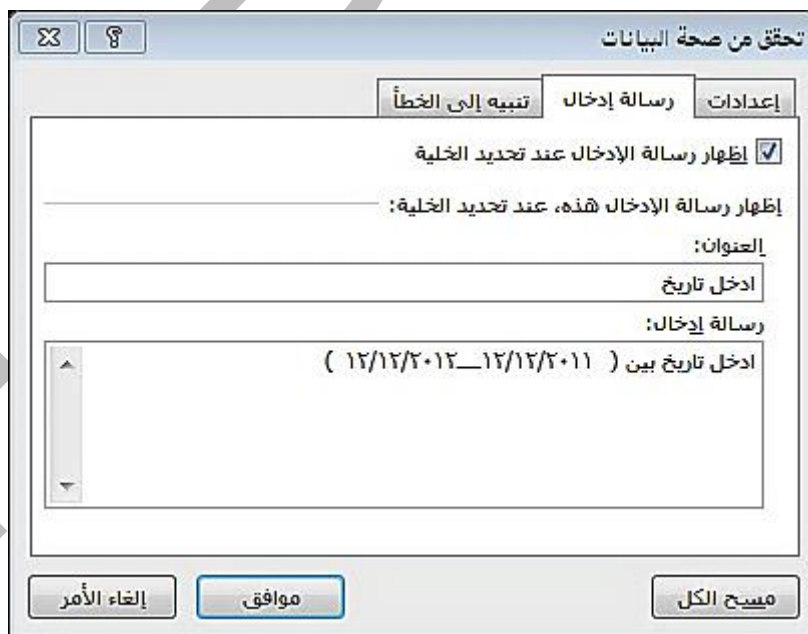 تحقق من صحة البيانات
إعدادات
رسالة إدخال
تنبيه إلى الخطأ
إظهار رسالة الإدخال عند تحديد الخلية
إظهار رسالة الإدخال هذه، عند تحديد الخلية:
العنوان:
ادخل تاريخ
رسالة إدخال:
ادخل تاريخ بين ( ١٢/١٢/٢٠١١__١٢/١٢/٢٠١٢ )
مسح الكل
موافق
إلغاء الأمر